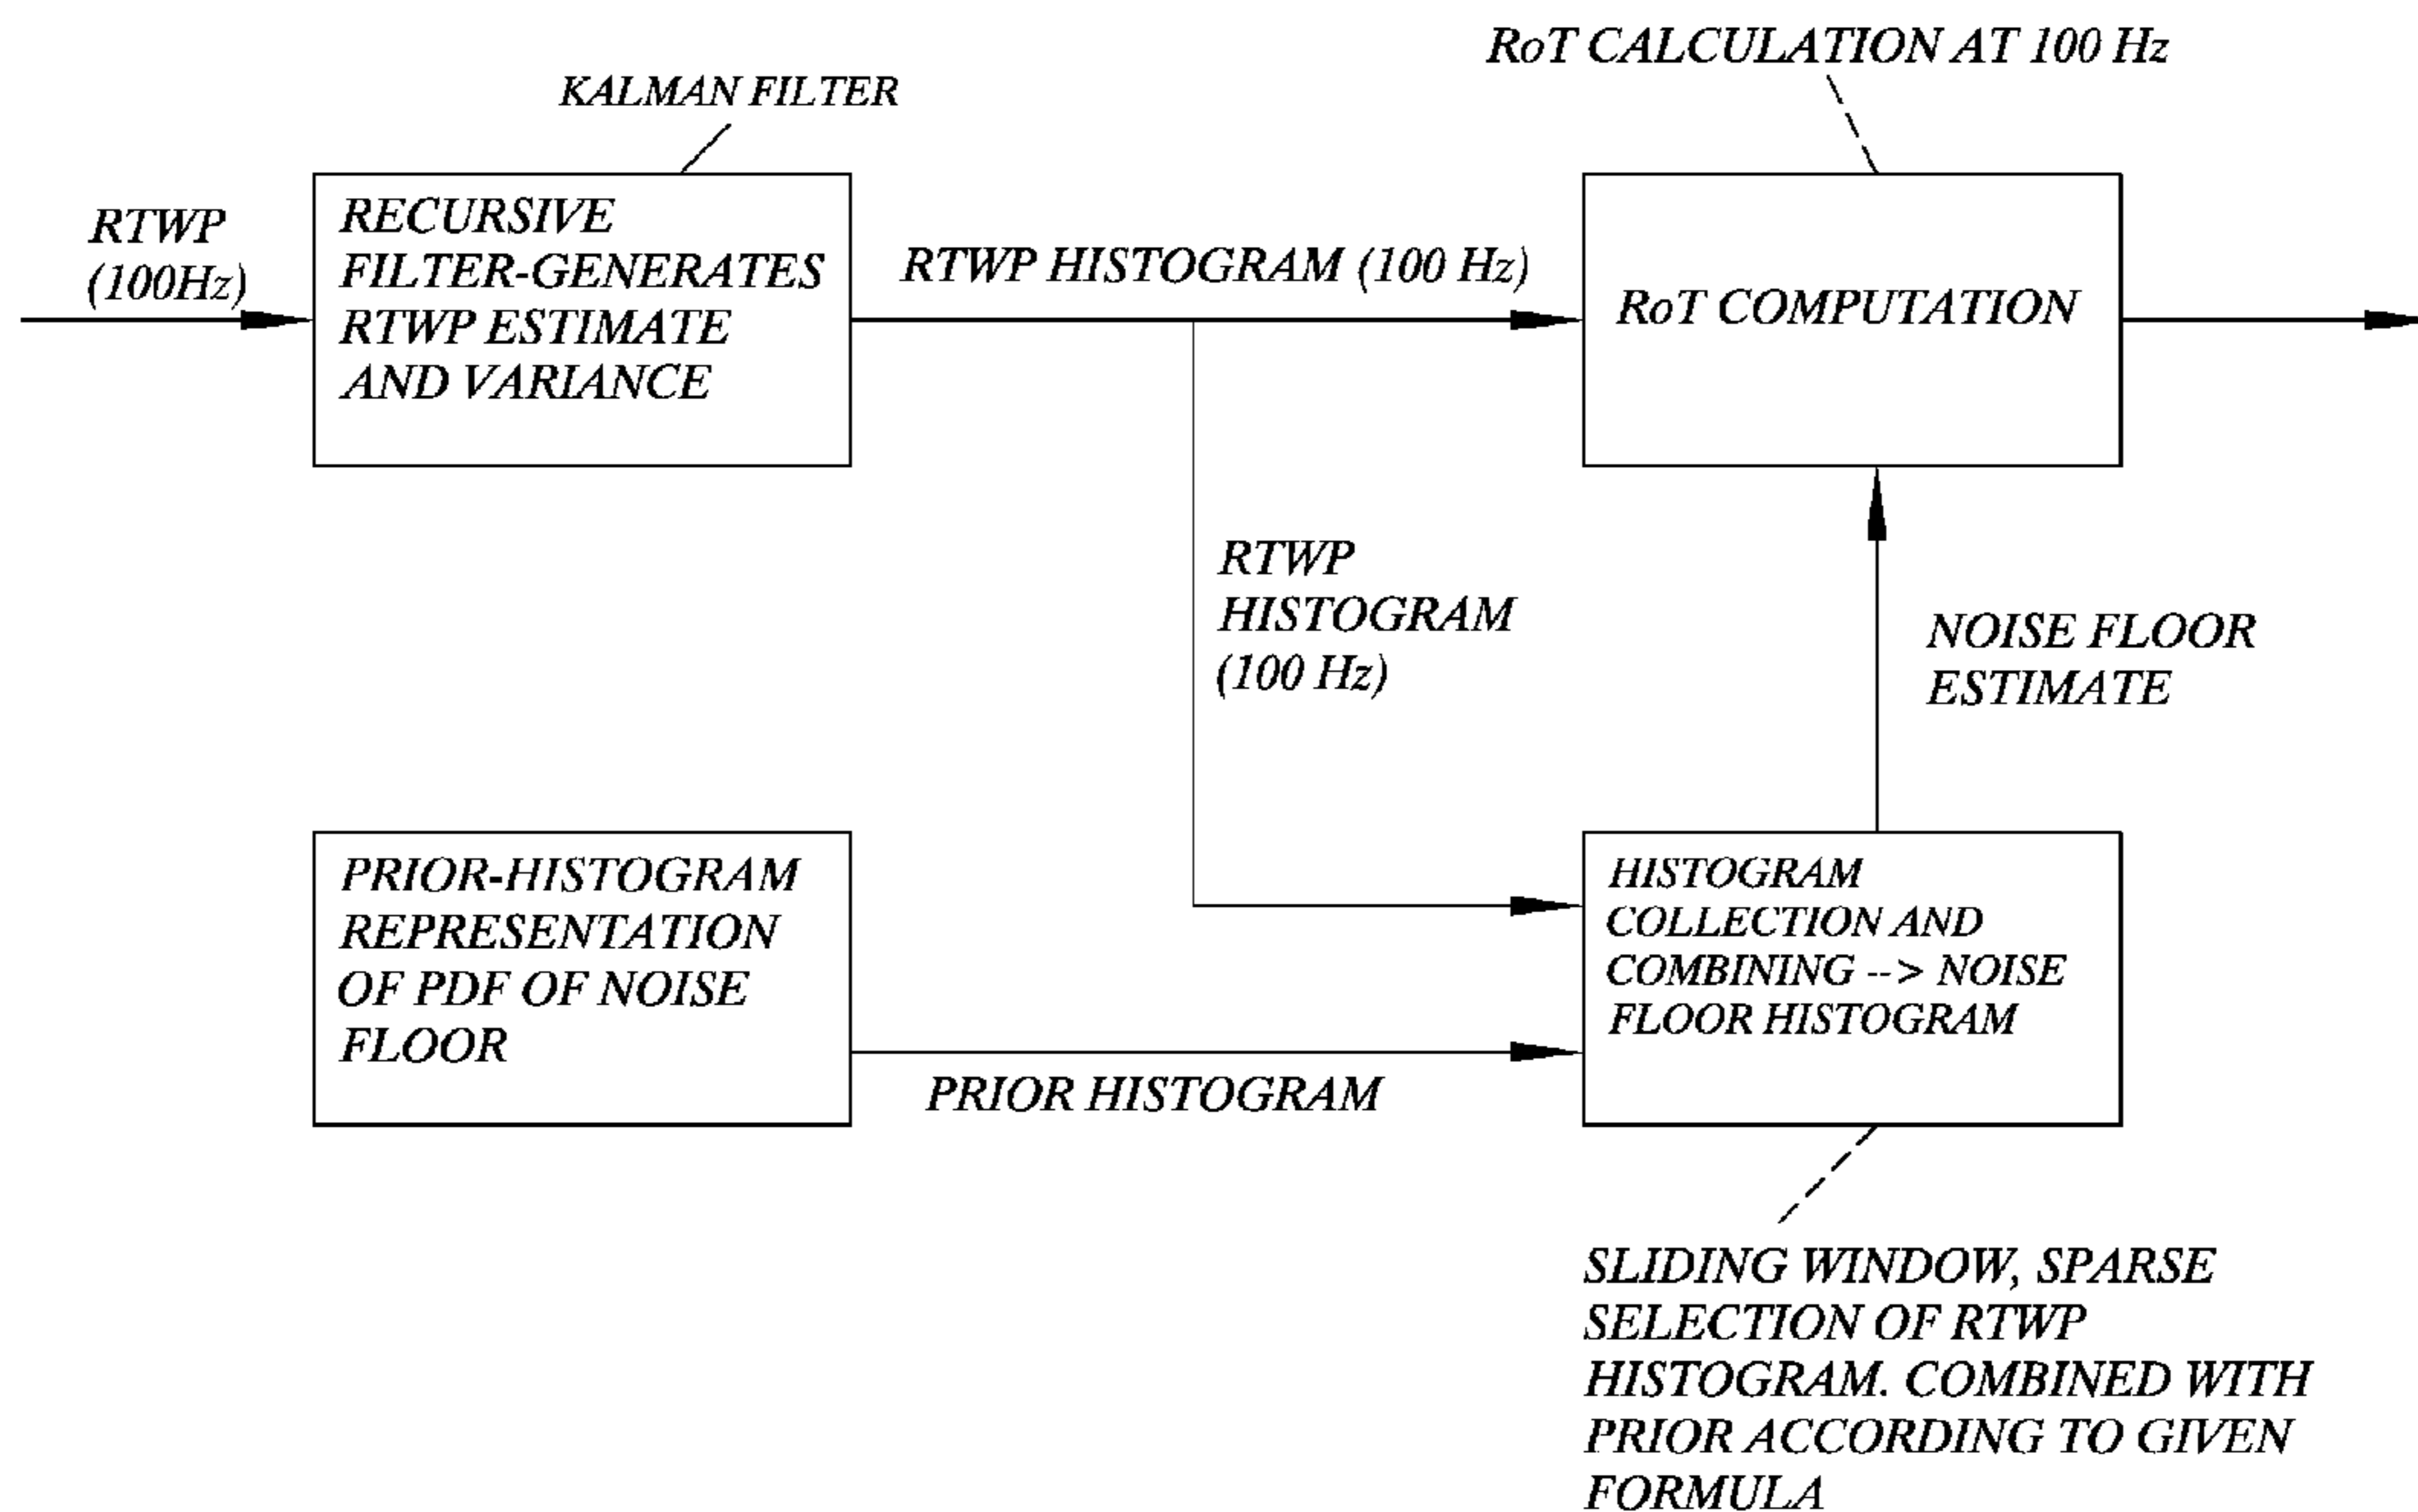 RoT CALCULATION AT 100 Hz
KALMAN FILTER
RTWP
(100Hz)
RECURSIVE
FILTER-GENERATES
RTWP ESTIMATE
AND VARIANCE
RTWP HISTOGRAM (100 Hz)
RoT COMPUTATION
RTWP
HISTOGRAM
(100 Hz)
NOISE FLOOR
ESTIMATE
PRIOR-HISTOGRAM
REPRESENTATION
OF PDF OF NOISE
FLOOR
PRIOR HISTOGRAM
HISTOGRAM
COLLECTION AND
COMBINING --> NOISE
FLOOR HISTOGRAM
SLIDING WINDOW, SPARSE
SELECTION OF RTWP
HISTOGRAM. COMBINED WITH
PRIOR ACCORDING TO GIVEN
FORMULA